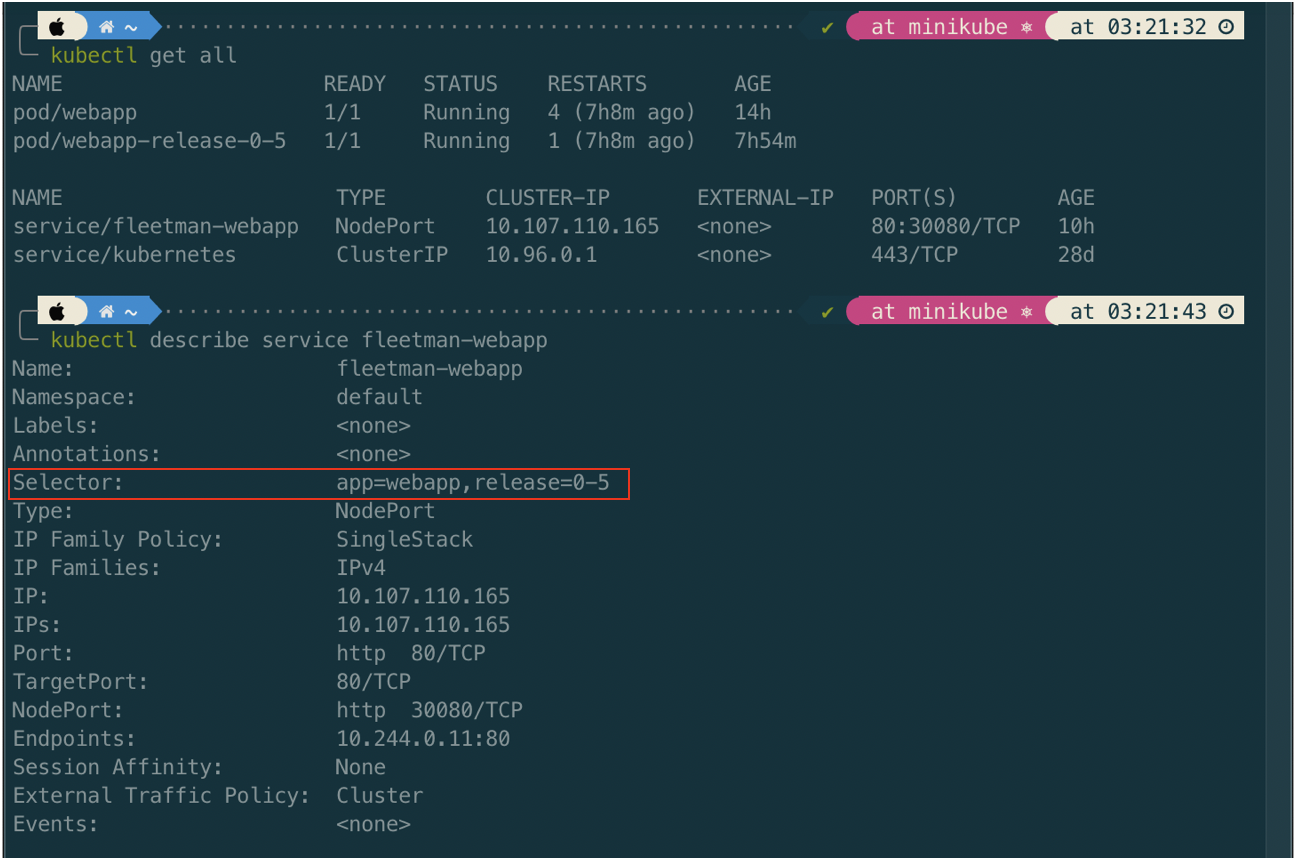 ~ at minikube at 03:21:32
kubectl get all
NAME READY STATUS RESTARTS AGE
pod/webapp 1/1 Running 4 (7h8m ago) 14h
pod/webapp-release-0-5 1/1 Running 1 (7h8m ago) 7h54m
NAME TYPE CLUSTER-IP EXTERNAL-IP PORT(S) AGE
service/fleetman-webapp NodePort 10.107.110.165 <none> 80:30080/TCP 10h
service/kubernetes ClusterIP 10.96.0.1 <none> 443/TCP 28d
~ at minikube at 03:21:43
kubectl describe service fleetman-webapp
Name: fleetman-webapp
Namespace: default
Labels: <none>
Annotations: <none>
Selector: app=webapp,release=0-5
Type: NodePort
IP Family Policy: SingleStack
IP Families: IPv4
IP: 10.107.110.165
IPs: 10.107.110.165
Port: http 80/TCP
TargetPort: 80/TCP
NodePort: http 30080/TCP
Endpoints: 10.244.0.11:80
Session Affinity: None
External Traffic Policy: Cluster
Events: <none>